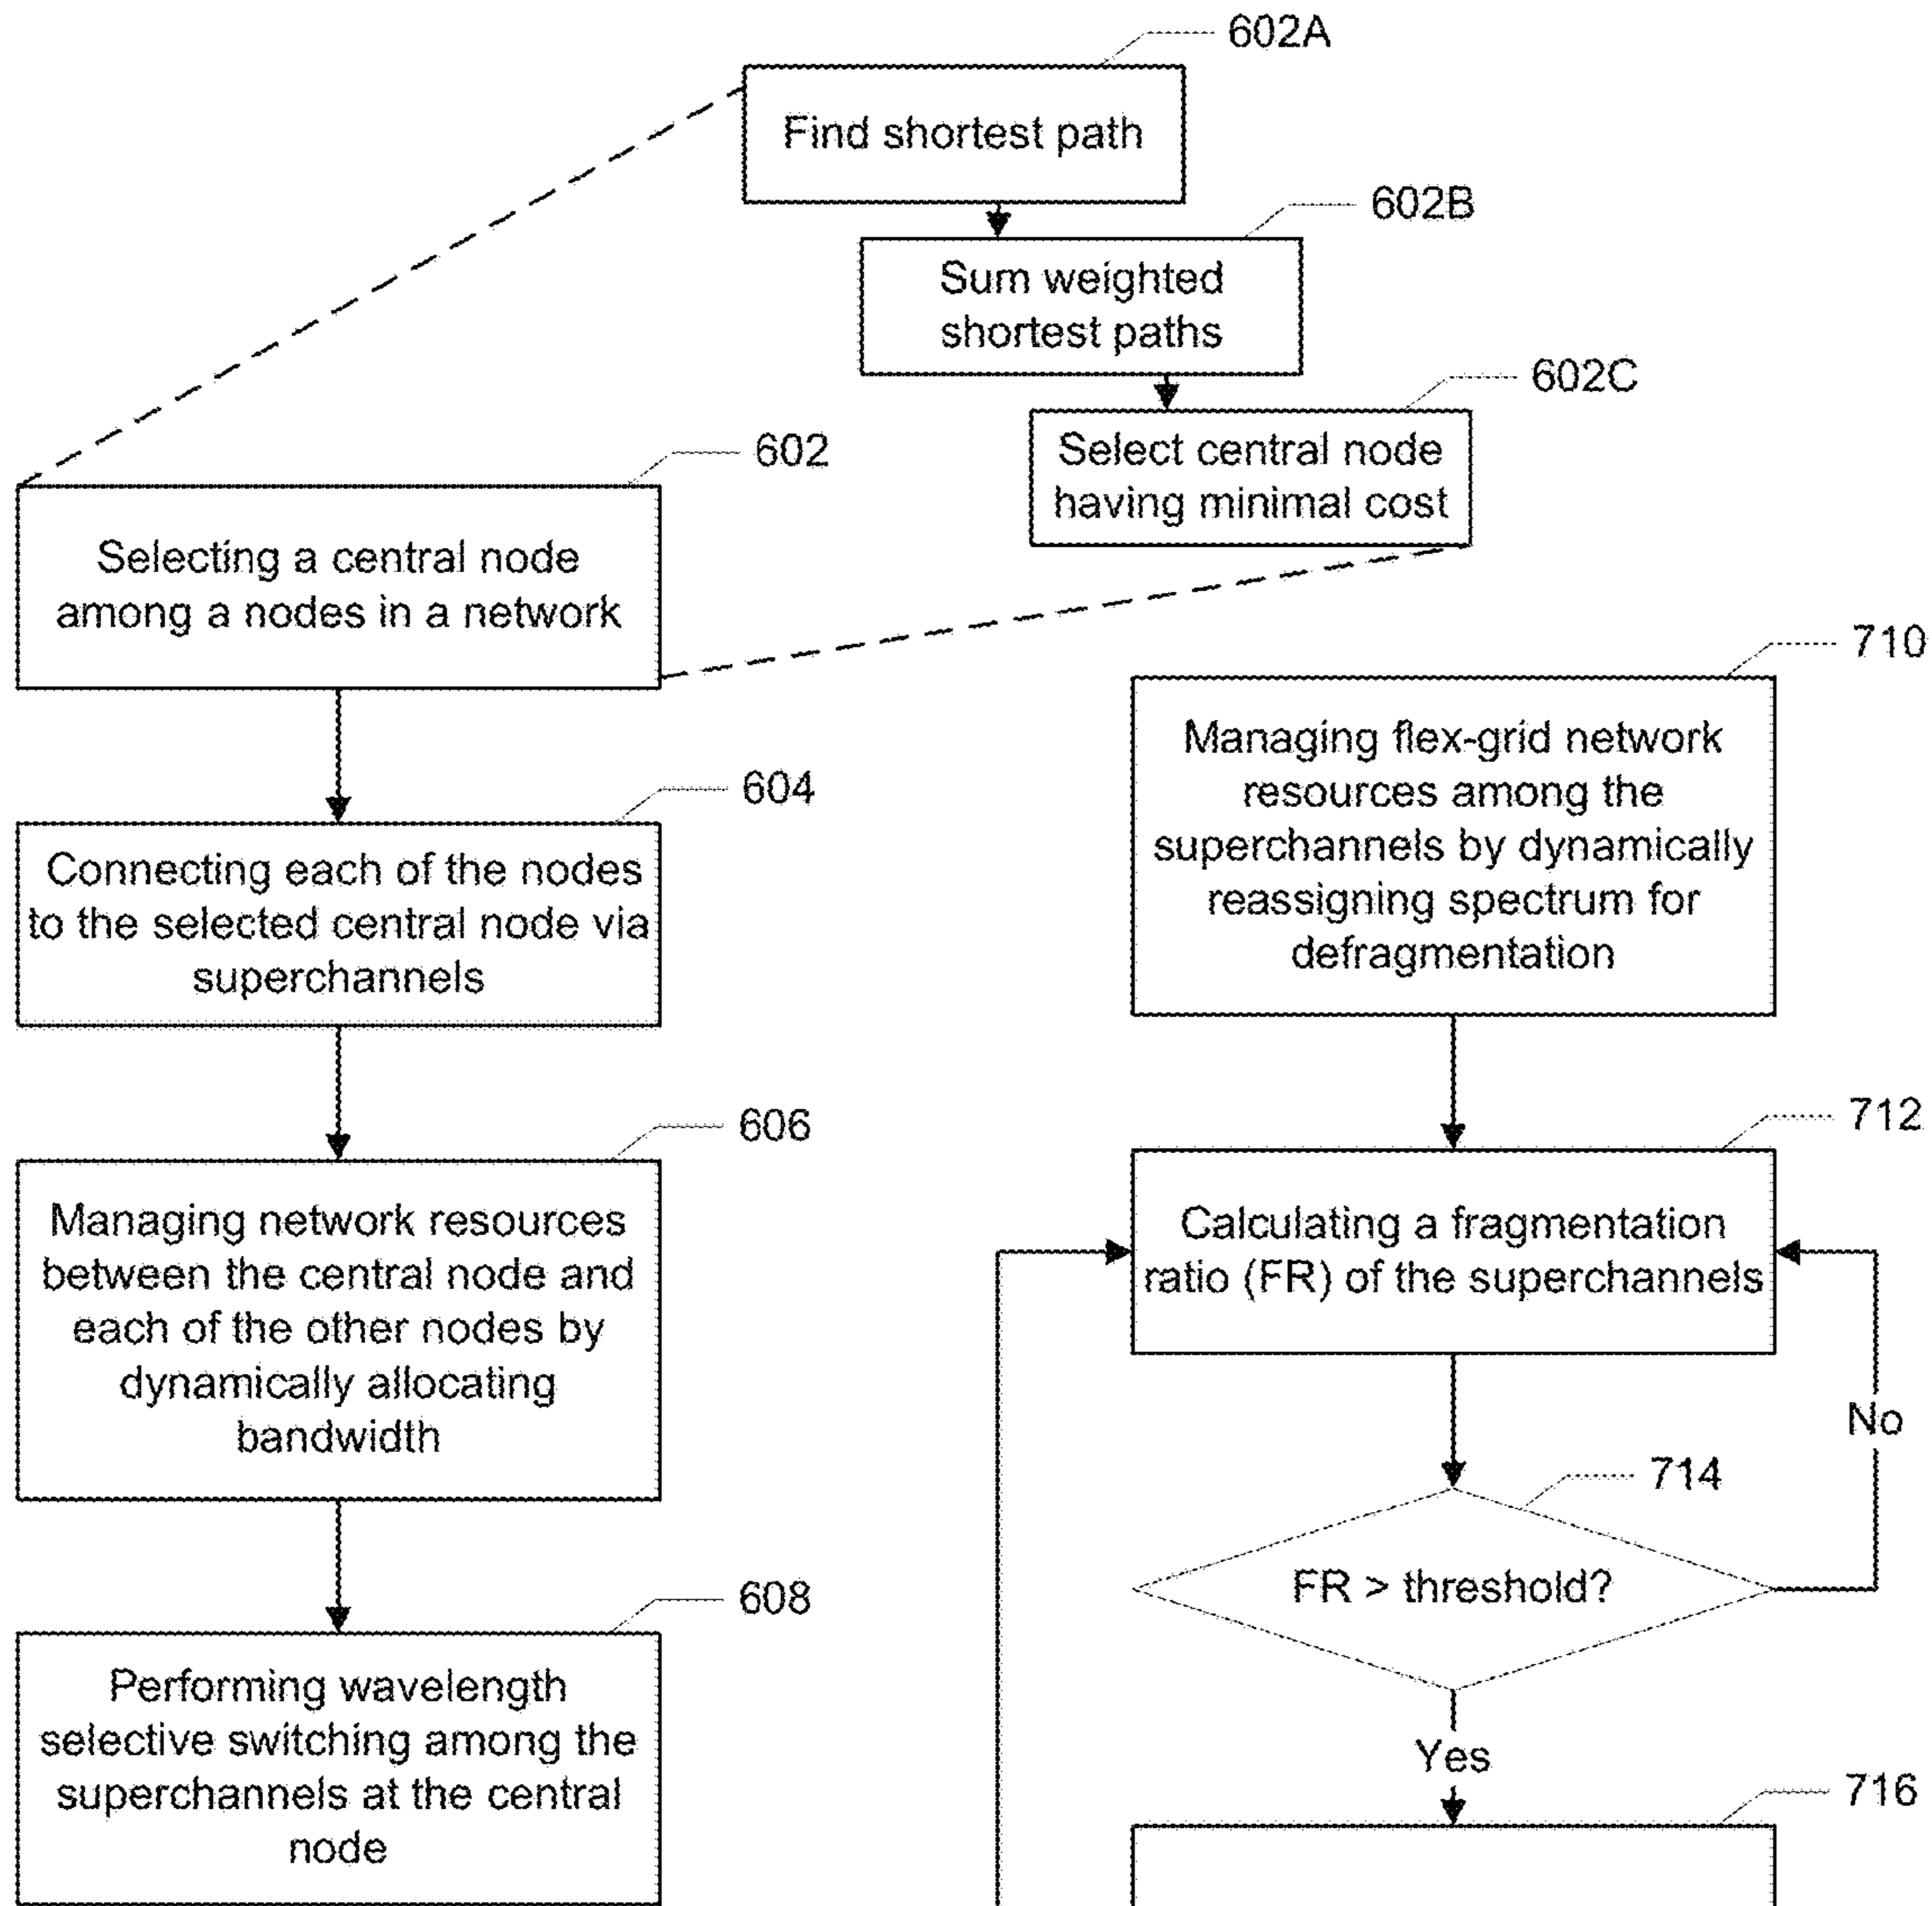 602A
Find shortest path
602B
Sum weighted
shortest paths
602C
Select central node
having minimal cost
602
Selecting a central node
among a nodes in a network
604
Connecting each of the nodes
to the selected central node via
superchannels
606
Managing network resources
between the central node and
each of the other nodes by
dynamically allocating
bandwidth
608
Performing wavelength
selective switching among the
superchannels at the central
node
710
Managing flex-grid network
resources among the
superchannels by dynamically
reassigning spectrum for
defragmentation
712
Calculating a fragmentation
ratio (FR) of the superchannels
No
714
FR > threshold?
Yes
716